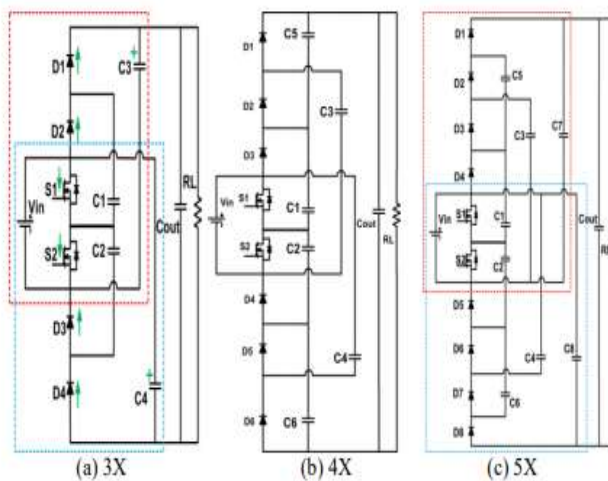 D1
C3
D2
S1
Vin
C1
RL
S2
C2
Cout
D3
D4
C4
(a) 3X
D1
C5
D2
C3
D3
S1
Vin
C1
Cout
RL
S2
C2
D4
D5
C4
D6
C6
(b) 4X
D1
D2
C5
C7
D3
C3
D4
S1
C1
Vin
Cout
S2
C2
D5
D6
C4
C8
D7
C6
D8
(c) 5X